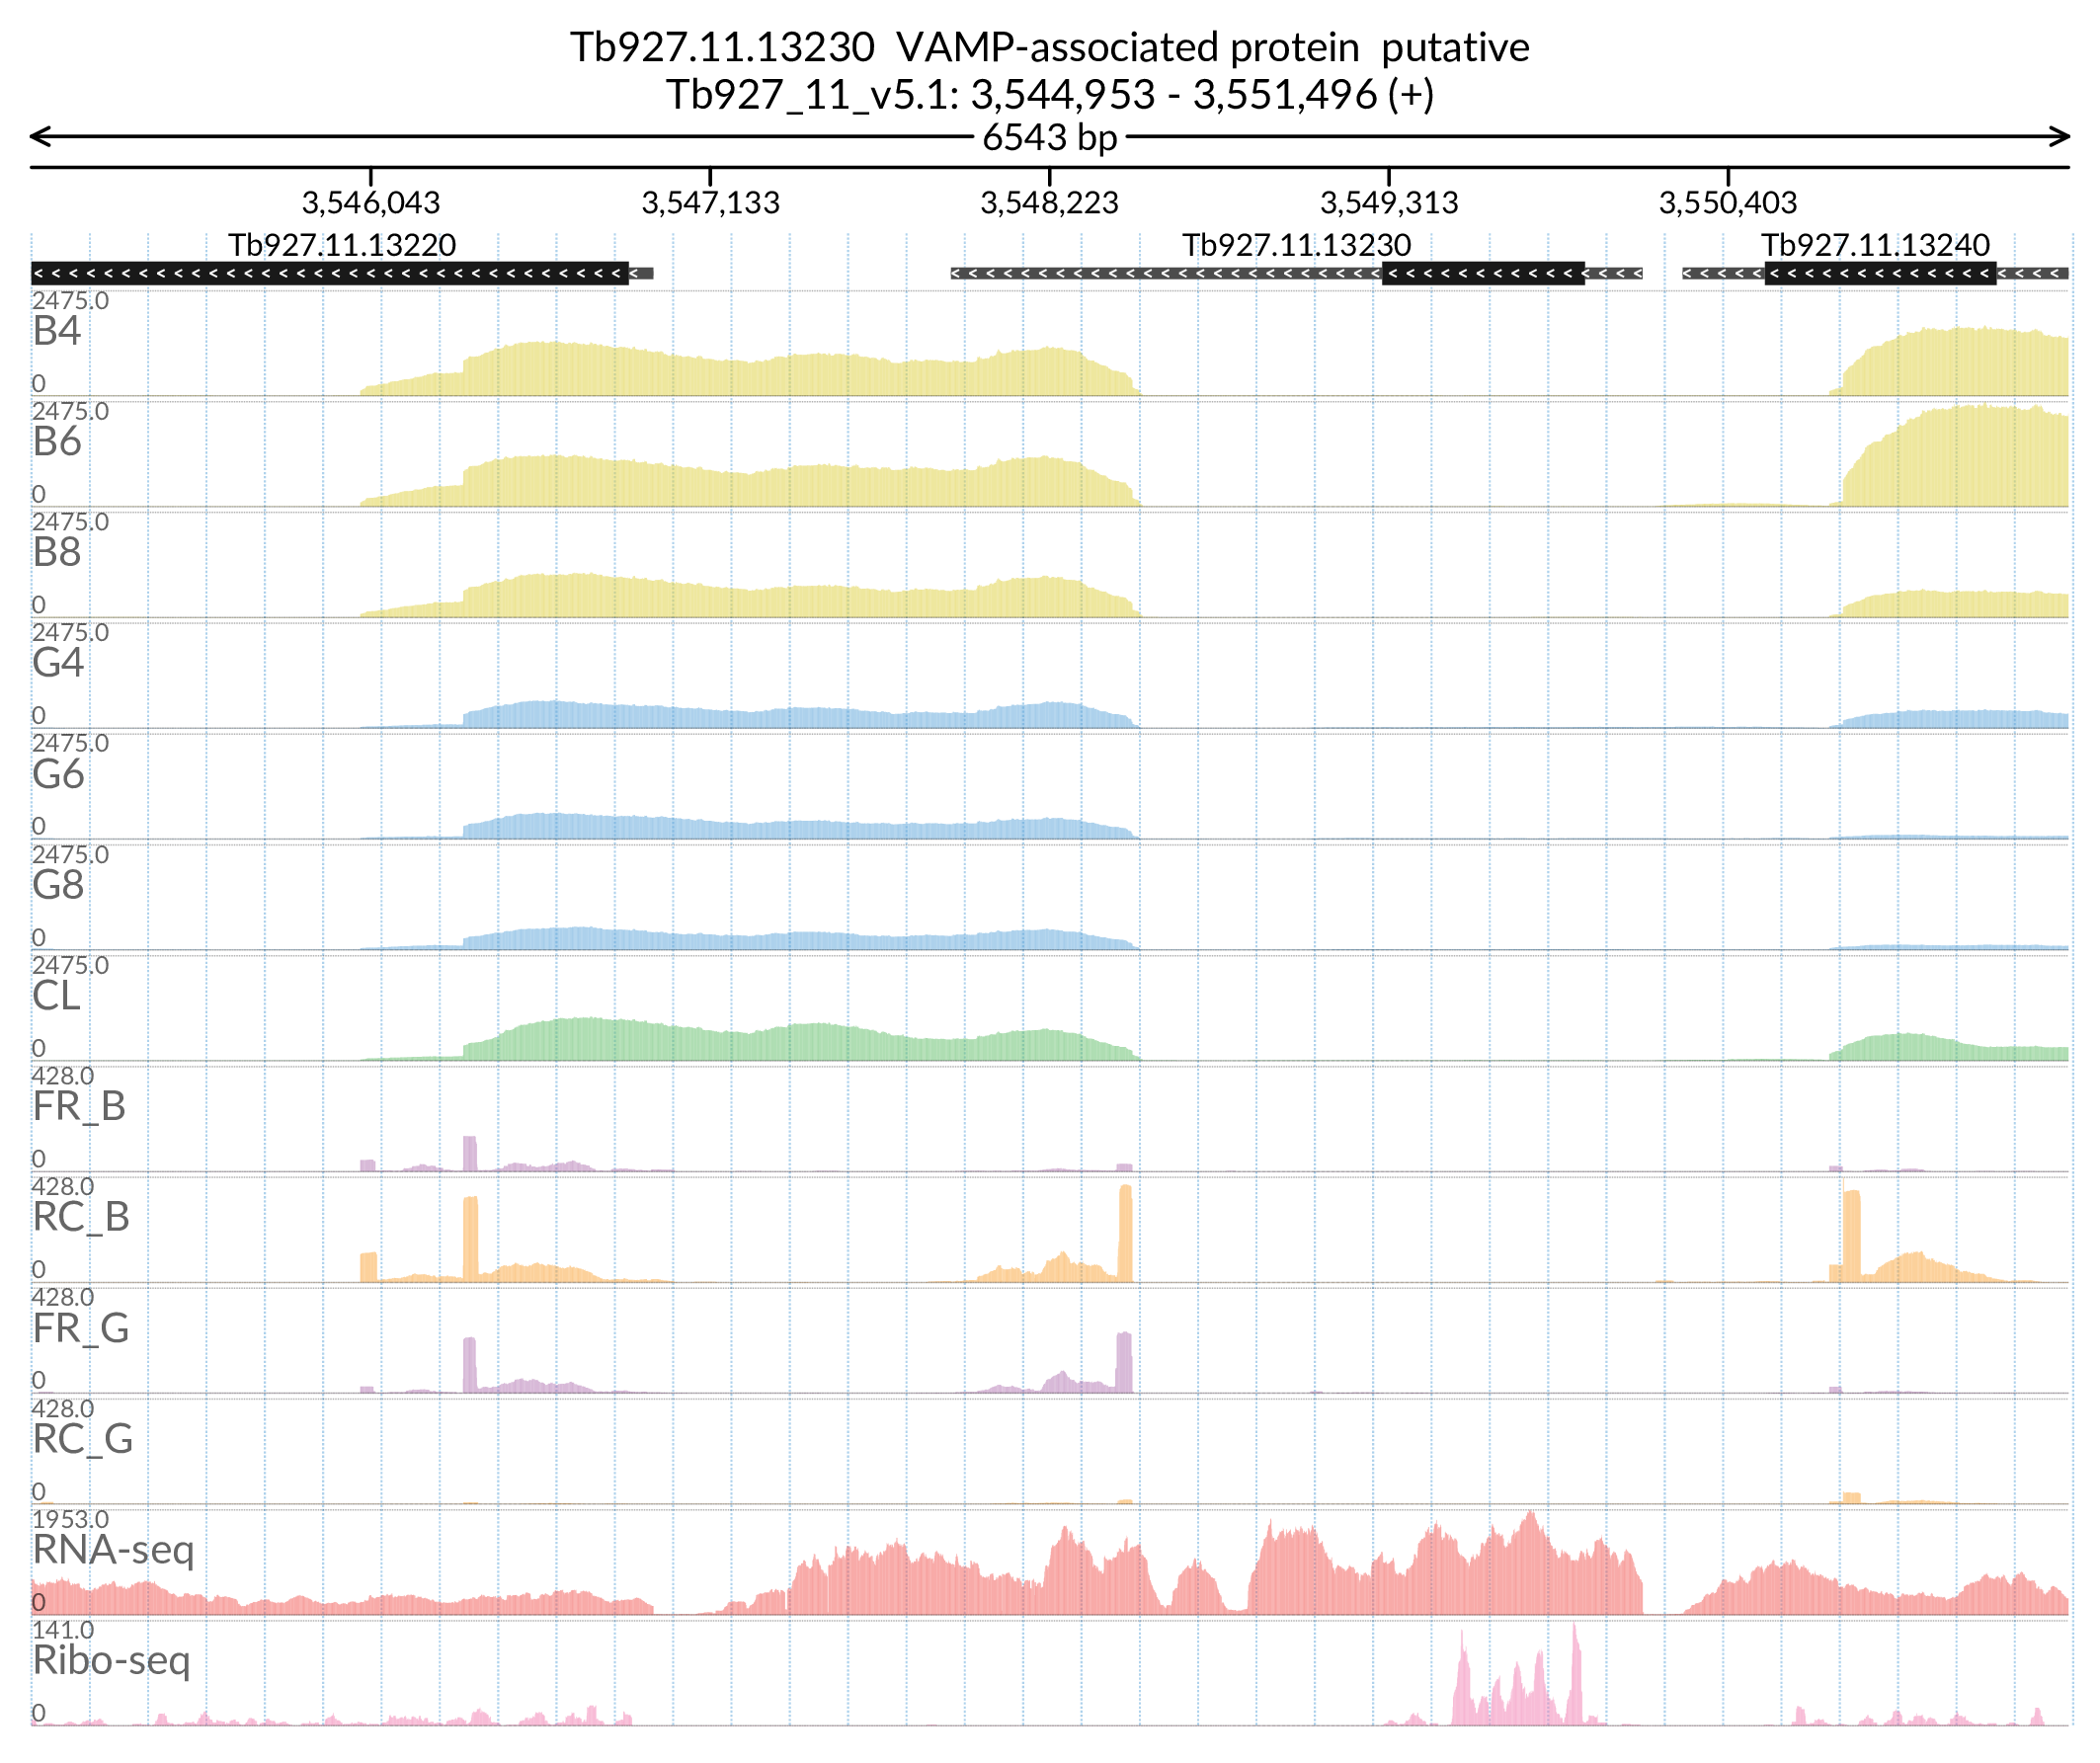 Tb927.11.13230 VAMP-associated protein putative
Tb927_11_v5.1: 3,544,953 - 3,551,496 (+)
6543 bp
3,546,043 3,547,133 3,548,223 3,549,313 3,550,403
Tb927.11.13220 Tb927.11.13230 Tb927.11.13240
2475.0
B4
0
2475.0
B6
0
2475.0
B8
0
2475.0
G4
0
2475.0
G6
0
2475.0
G8
0
2475.0
CL
0
428.0
FR_B
0
428.0
RC_B
0
428.0
FR_G
0
428.0
RC_G
0
1953.0
RNA-seq
0
141.0
Ribo-seq
0